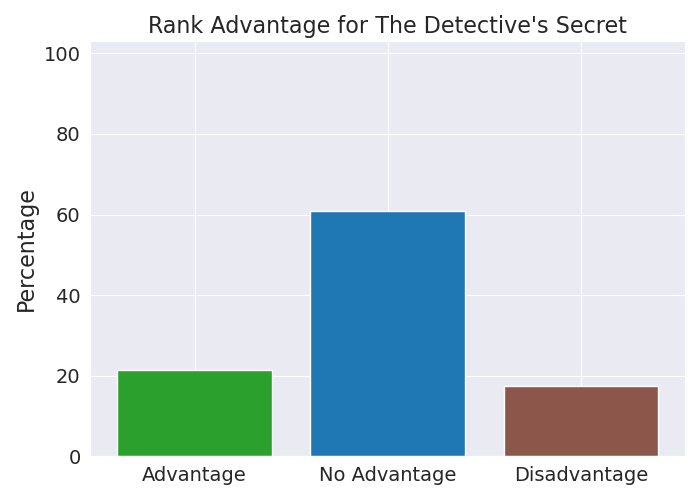 Rank Advantage for The Detective's Secret
100
80
60
40
20
0
Percentage
Advantage
No Advantage
Disadvantage